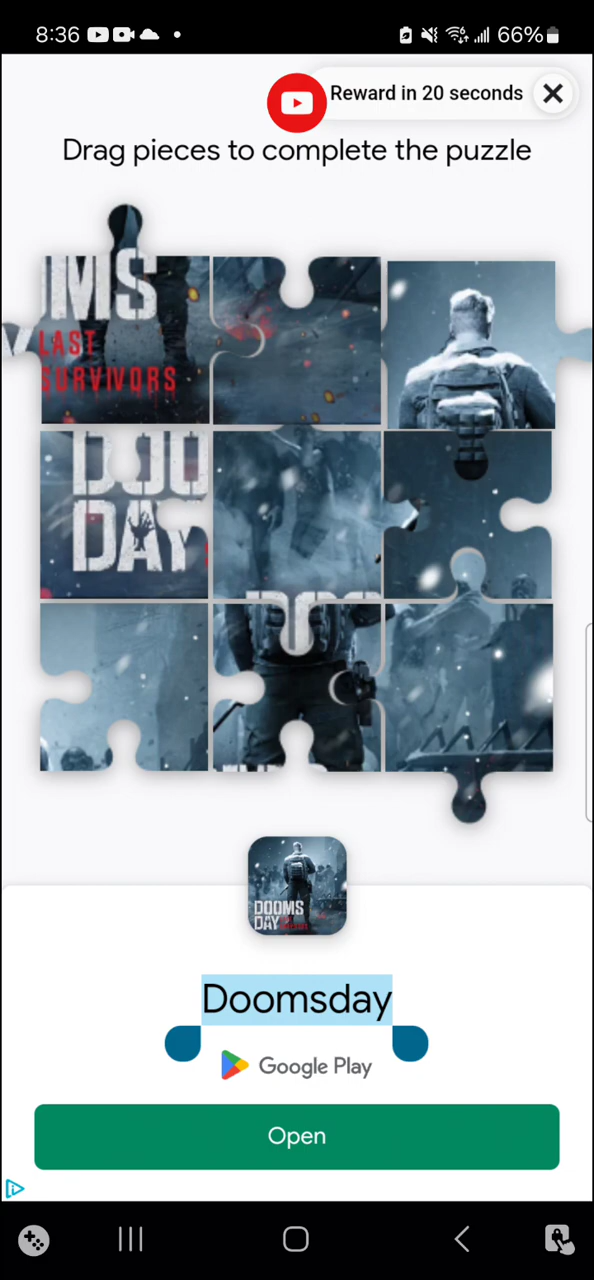 8:36
66%
Reward in 20 seconds
Drag pieces to complete the puzzle
MS
LAST
SURVIVORS
DOO
DAY
DOOMS
DAY
Doomsday
Google Play
Open